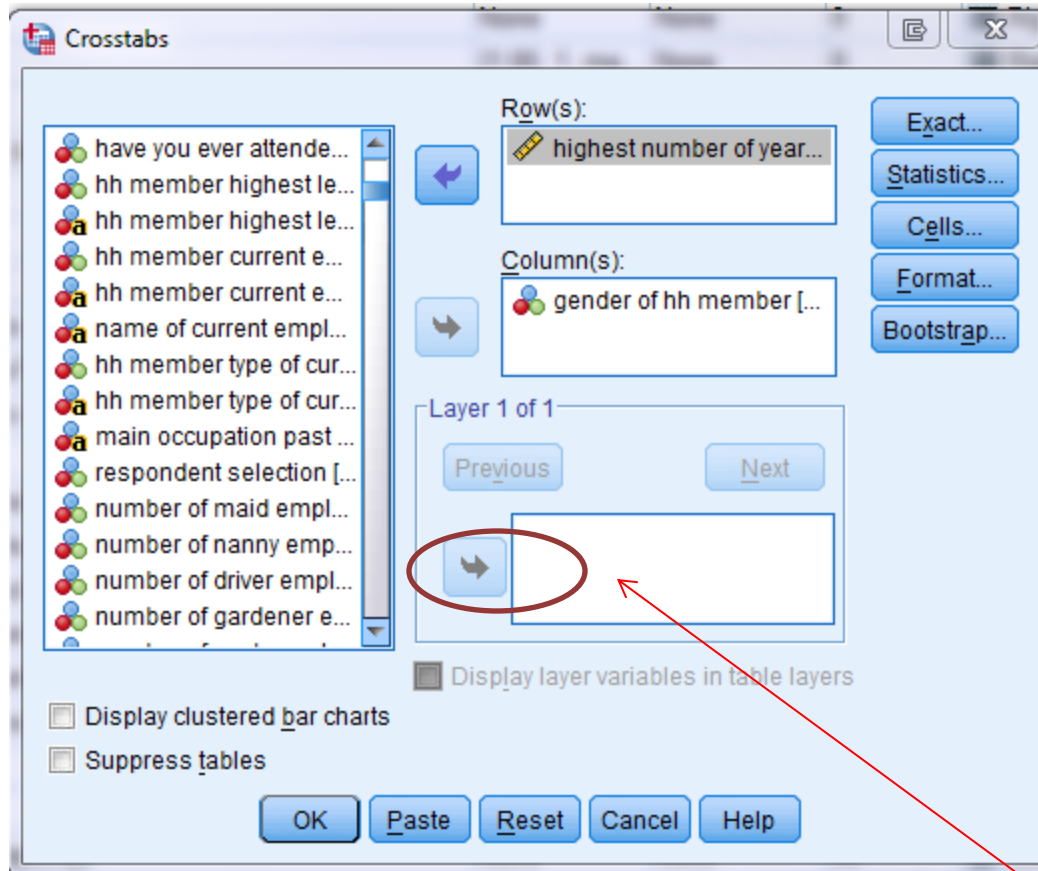 Crosstabs
have you ever attende...
hh member highest le...
hh member highest le...
hh member current e...
hh member current e...
name of current empl...
hh member type of cur...
hh member type of cur...
main occupation past ...
respondent selection [...
number of maid empl...
number of nanny emp...
number of driver empl...
number of gardener e...
Row(s):
highest number of year...
Column(s):
gender of hh member [...
Layer 1 of 1
Previous
Next
Display layer variables in table layers
Exact...
Statistics...
Cells...
Format...
Bootstrap...
Display clustered bar charts
Suppress tables
OK
Paste
Reset
Cancel
Help